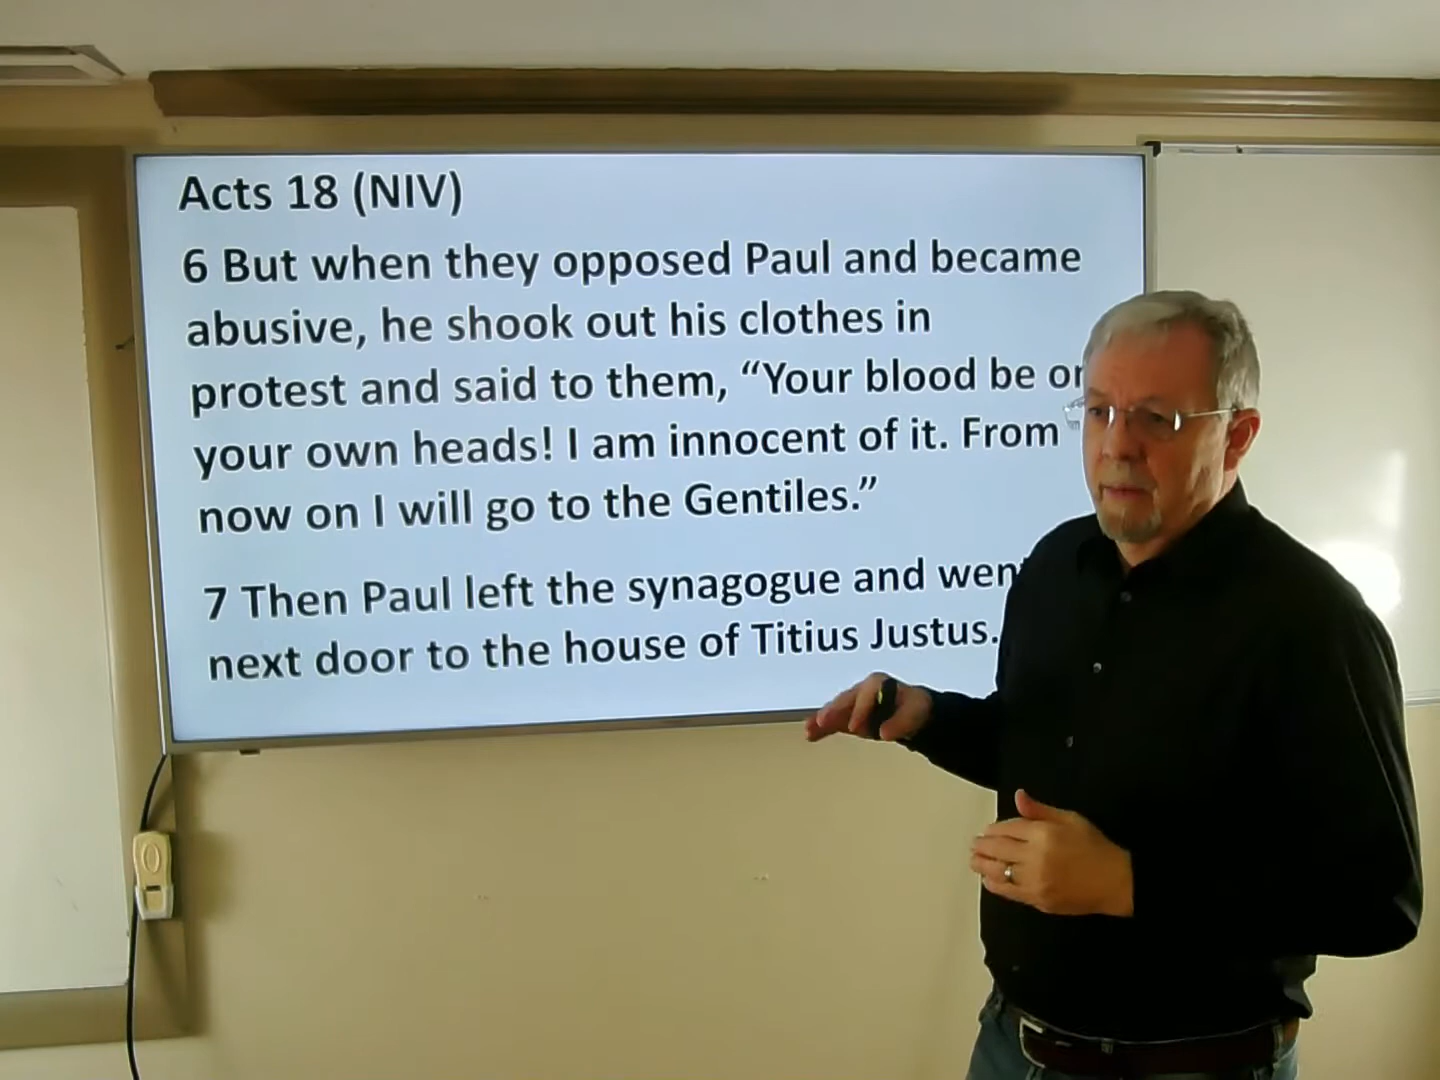 Acts 18 (NIV)
6 But when they opposed Paul and became
abusive, he shook out his clothes in
protest and said to them, “Your blood be on
your own heads! I am innocent of it. From
now on I will go to the Gentiles.”
7 Then Paul left the synagogue and went
next door to the house of Titius Justus.